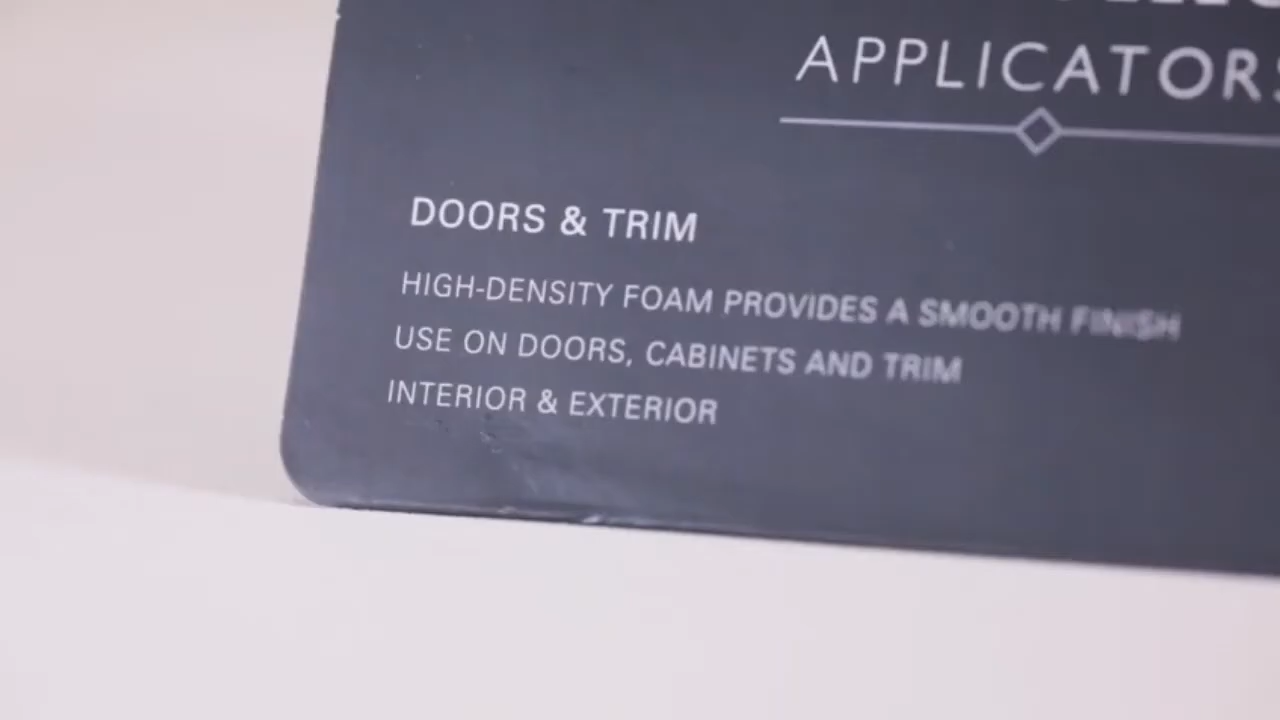 APPLICATORS
DOORS & TRIM
HIGH-DENSITY FOAM PROVIDES A SMOOTH FINISH
USE ON DOORS, CABINETS AND TRIM
INTERIOR & EXTERIOR